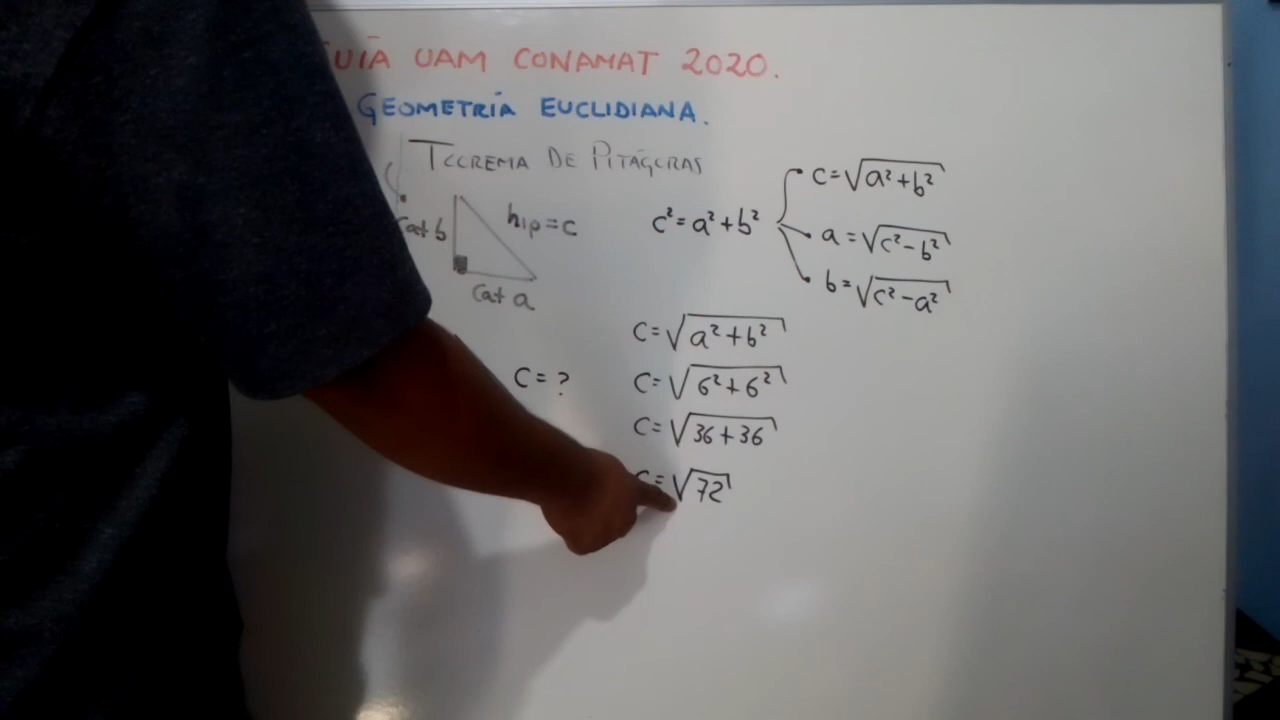 GUÍA UAM CONAMAT 2020.
GEOMETRÍA EUCLIDIANA.
TEOREMA DE PITÁGORAS
cat b
hip=c
cat a
c²=a²+b²
c=√a²+b²
a=√c²-b²
b=√c²-a²
c=√a²+b²
C=?
c=√6²+6²
c=√36+36
c=√72